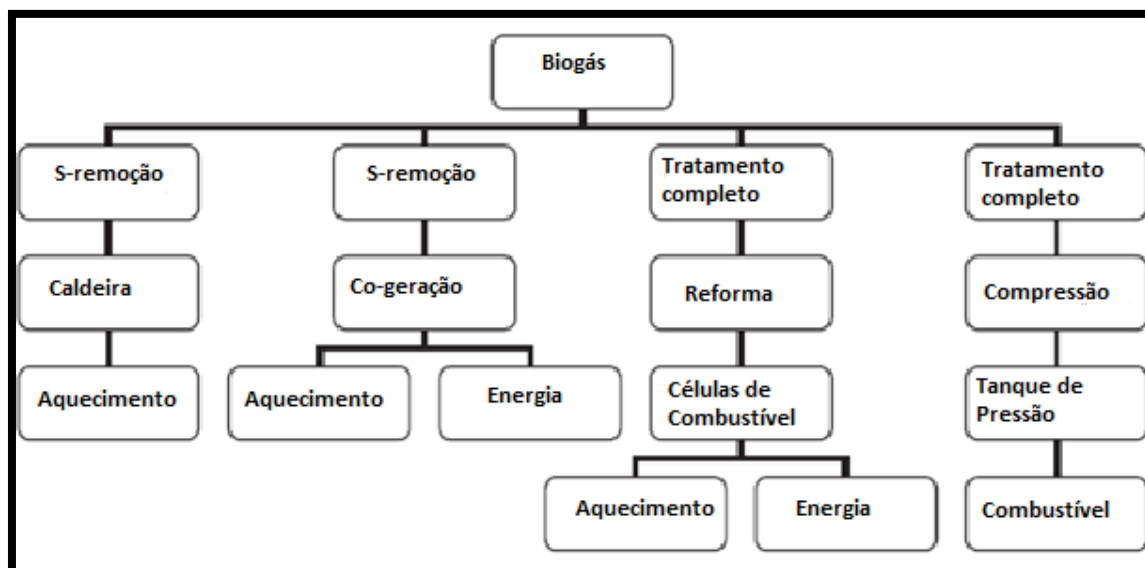 Biogás
S-remoção
S-remoção
Tratamento
completo
Tratamento
completo
Caldeira
Co-geração
Reforma
Compressão
Aquecimento
Aquecimento
Energia
Células de
Combustível
Tanque de
Pressão
Aquecimento
Energia
Combustível